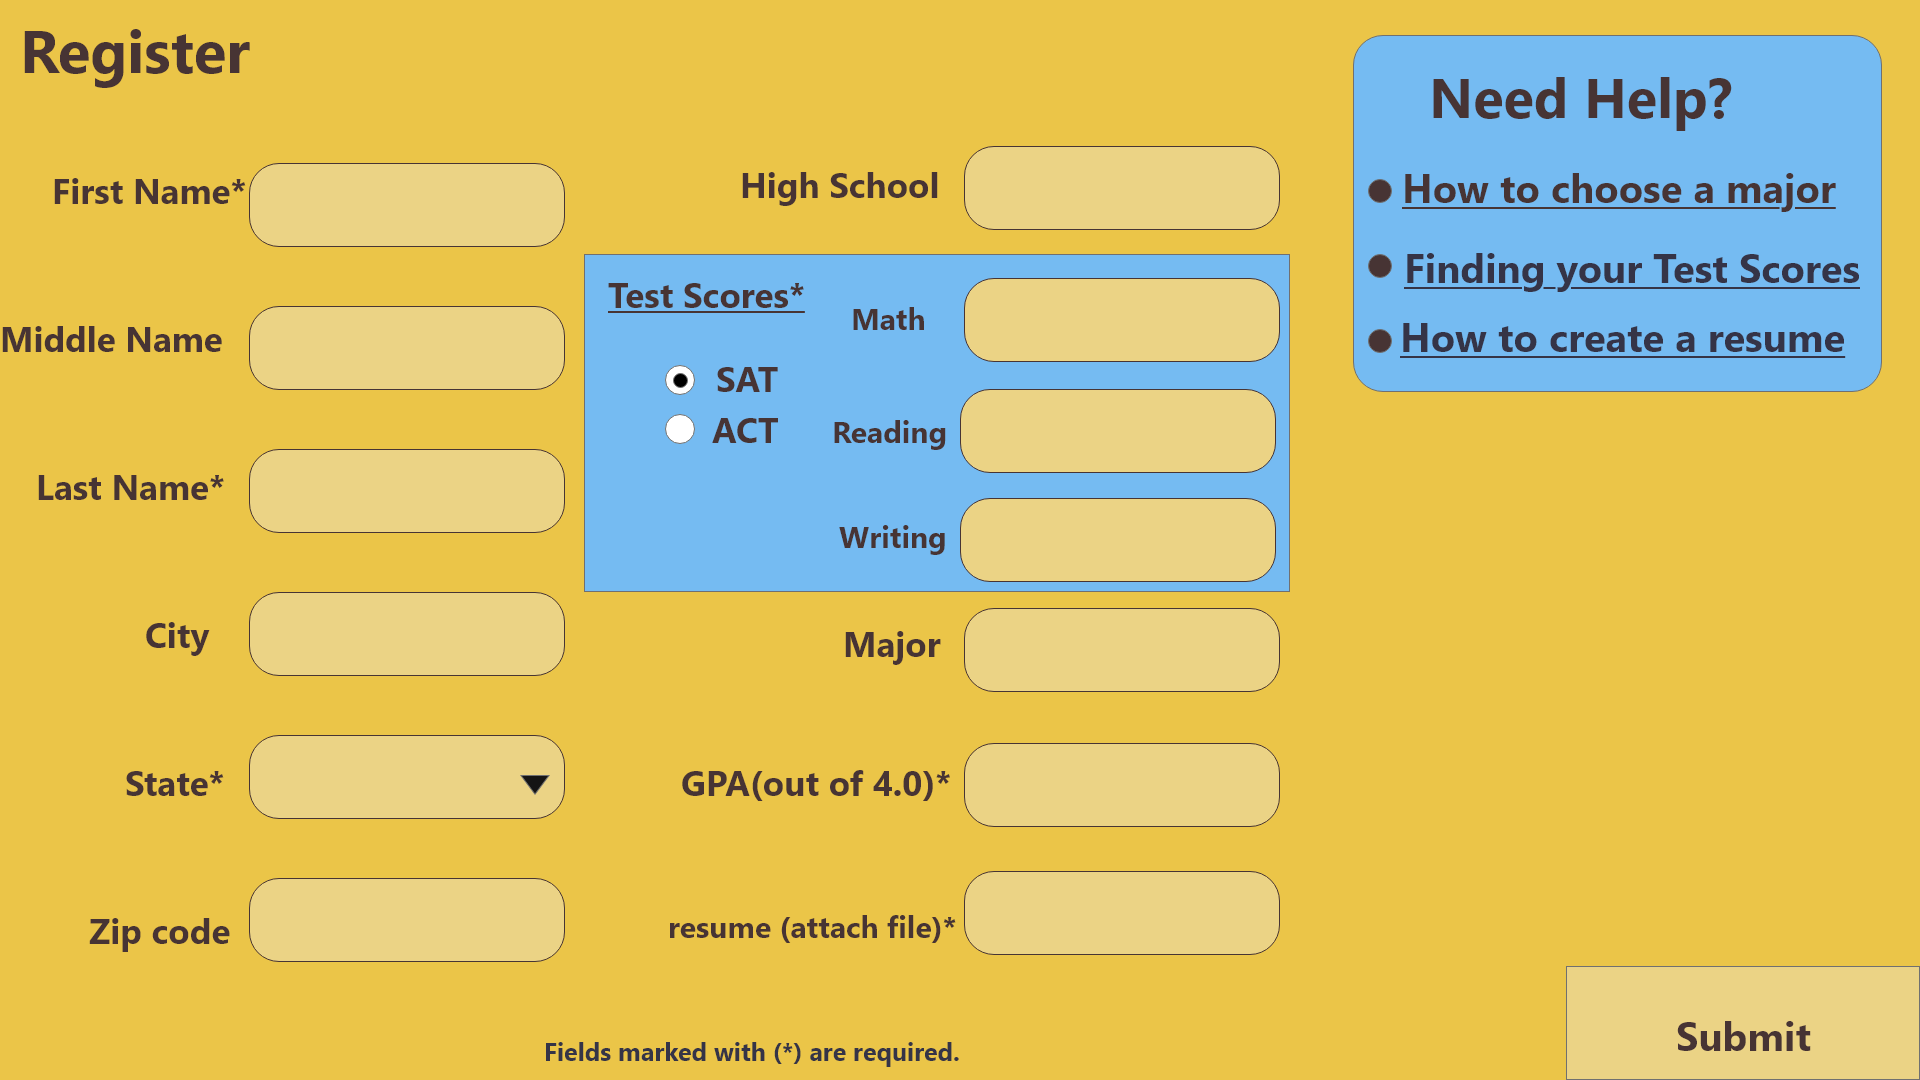 Register
First Name*
Middle Name
Last Name*
City
State*
Zip code
High School
Test Scores*
SAT
ACT
Math
Reading
Writing
Major
GPA(out of 4.0)*
resume (attach file)*
Fields marked with (*) are required.
Need Help?
How to choose a major
Finding your Test Scores
How to create a resume
Submit